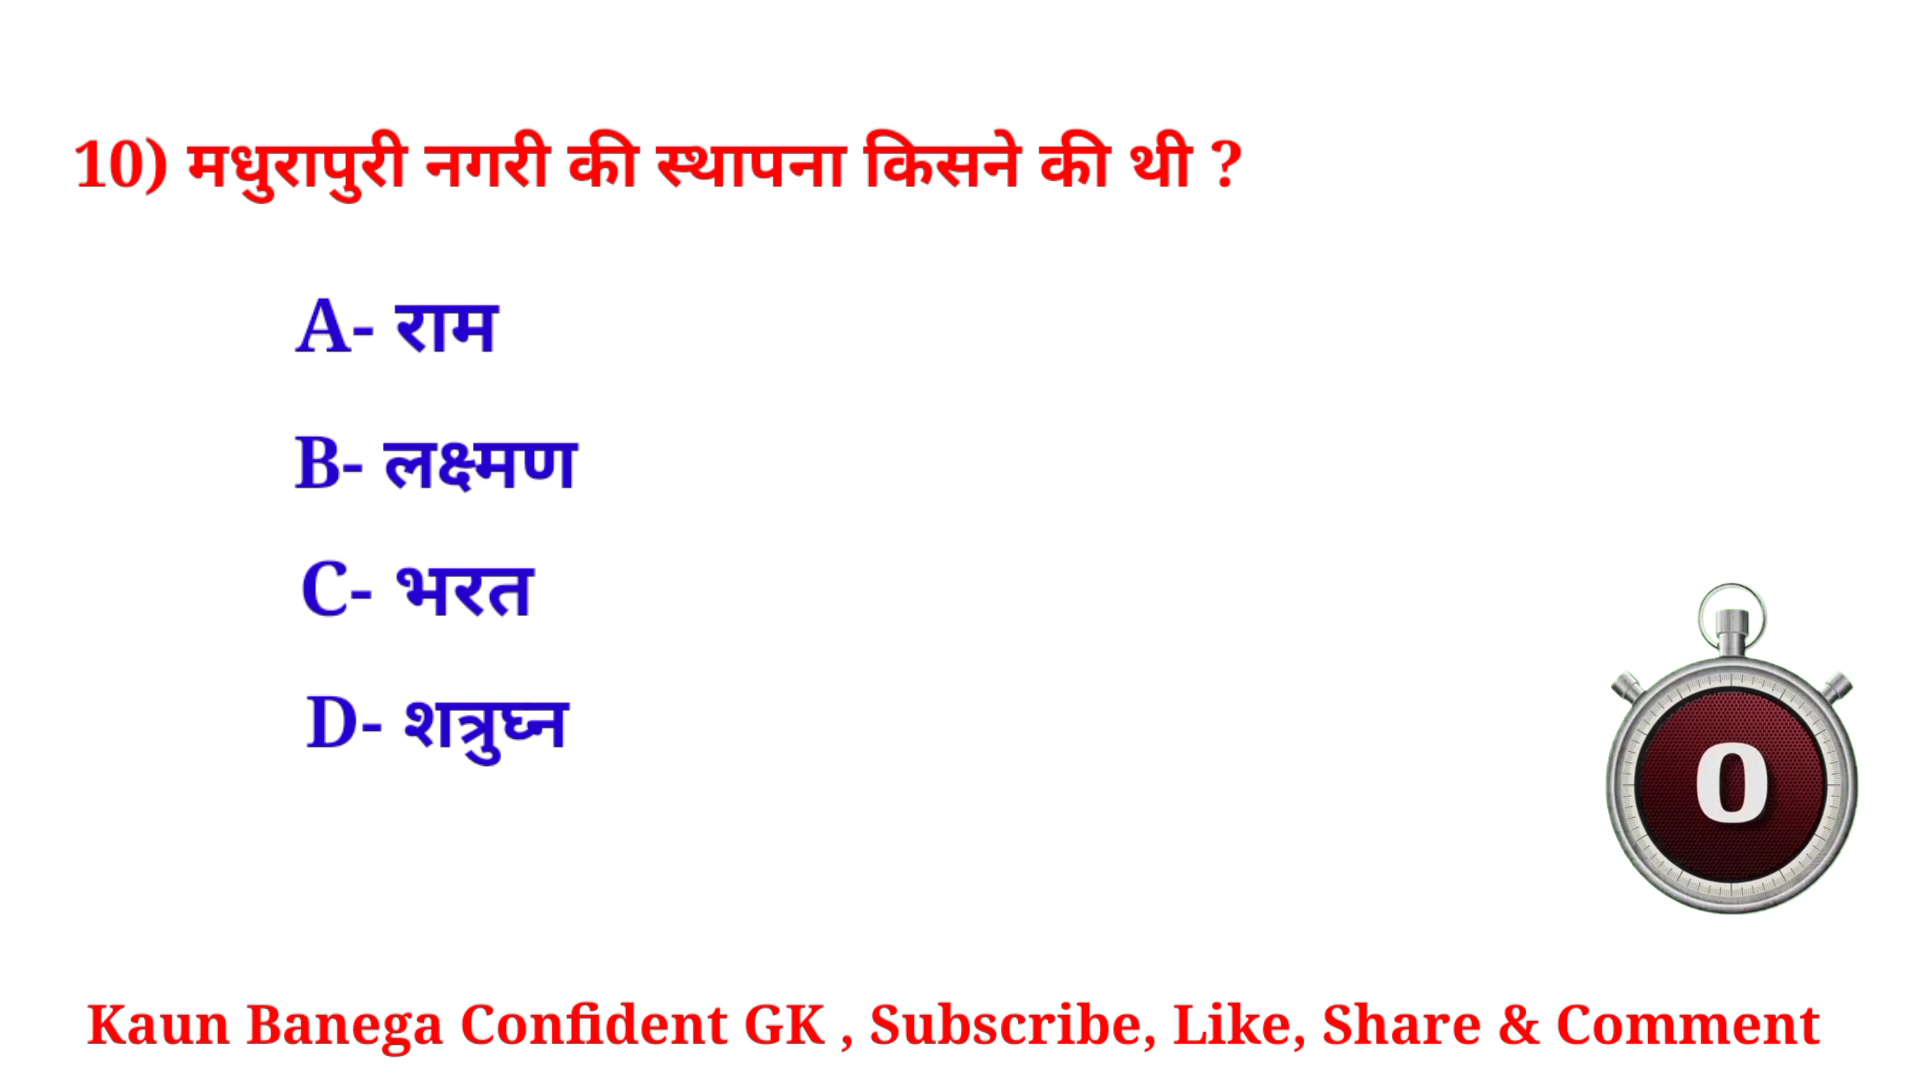 10) मधुरापुरी नगरी की स्थापना किसने की थी ?
A- राम
B- लक्ष्मण
C- भरत
D- शत्रुघ्न
0
Kaun Banega Confident GK , Subscribe, Like, Share & Comment